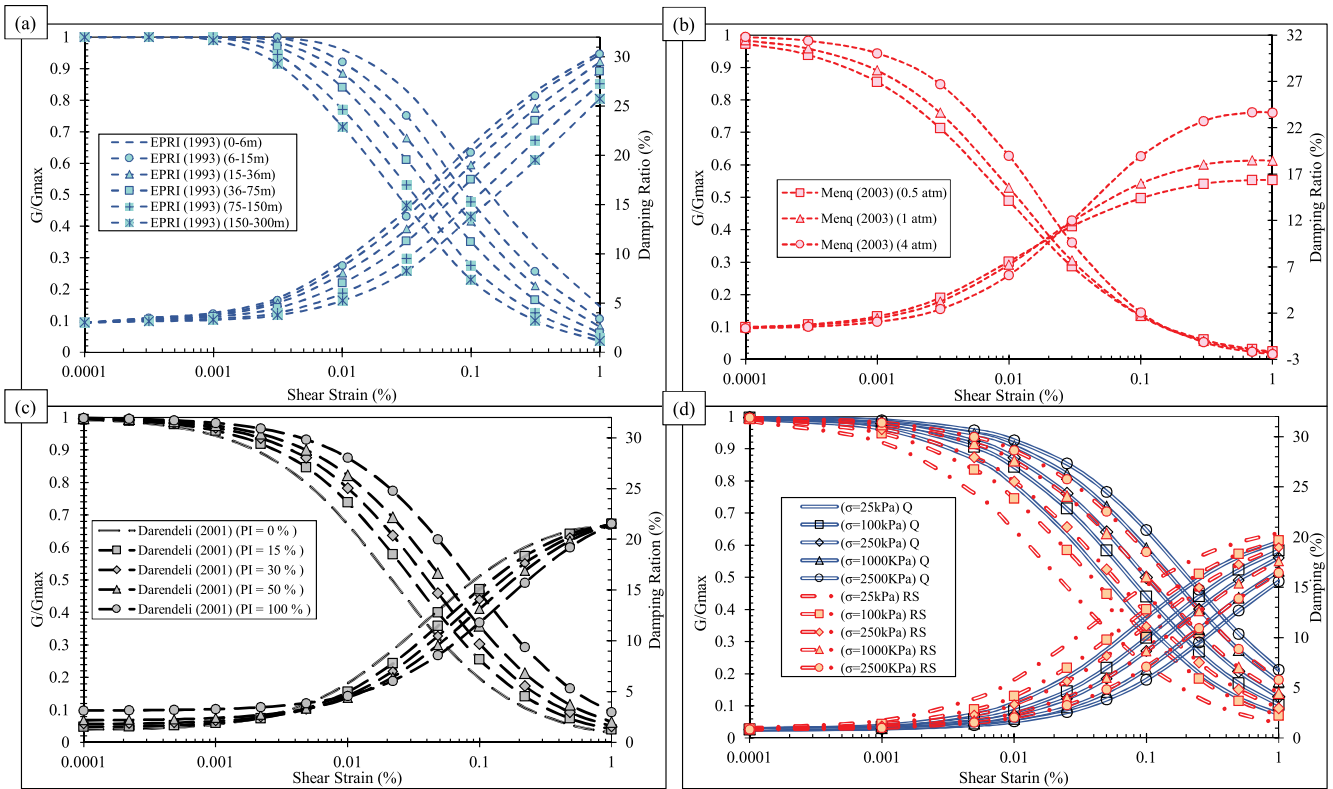 (a)
1
0.9
0.8
0.7
0.6
0.5
0.4
0.3
0.2
0.1
0
G/Gmax
30
25
20
15
10
5
0
Damping Ratio (%)
0.0001 0.001 0.01 0.1 1
Shear Strain (%)
EPRI (1993) (0-6m)
EPRI (1993) (6-15m)
EPRI (1993) (15-36m)
EPRI (1993) (36-75m)
EPRI (1993) (75-150m)
EPRI (1993) (150-300m)
(b)
1
0.9
0.8
0.7
0.6
0.5
0.4
0.3
0.2
0.1
0
G/Gmax
32
27
22
17
12
7
2
-3
Damping Ratio (%)
0.0001 0.001 0.01 0.1 1
Shear Strain (%)
Menq (2003) (0.5 atm)
Menq (2003) (1 atm)
Menq (2003) (4 atm)
(c)
1
0.9
0.8
0.7
0.6
0.5
0.4
0.3
0.2
0.1
0
G/Gmax
30
25
20
15
10
5
0
Damping Ration (%)
0.0001 0.001 0.01 0.1 1
Shear Strain (%)
Darendeli (2001) (PI = 0 % )
Darendeli (2001) (PI = 15 % )
Darendeli (2001) (PI = 30 % )
Darendeli (2001) (PI = 50 % )
Darendeli (2001) (PI = 100 % )
(d)
1
0.9
0.8
0.7
0.6
0.5
0.4
0.3
0.2
0.1
0
G/Gmax
30
25
20
15
10
5
0
Damping Ratio (%)
0.0001 0.001 0.01 0.1 1
Shear Starin (%)
(σ=25kPa) Q
(σ=100kPa) Q
(σ=250kPa) Q
(σ=1000KPa) Q
(σ=2500KPa) Q
(σ=25kPa) RS
(σ=100kPa) RS
(σ=250kPa) RS
(σ=1000KPa) RS
(σ=2500KPa) RS